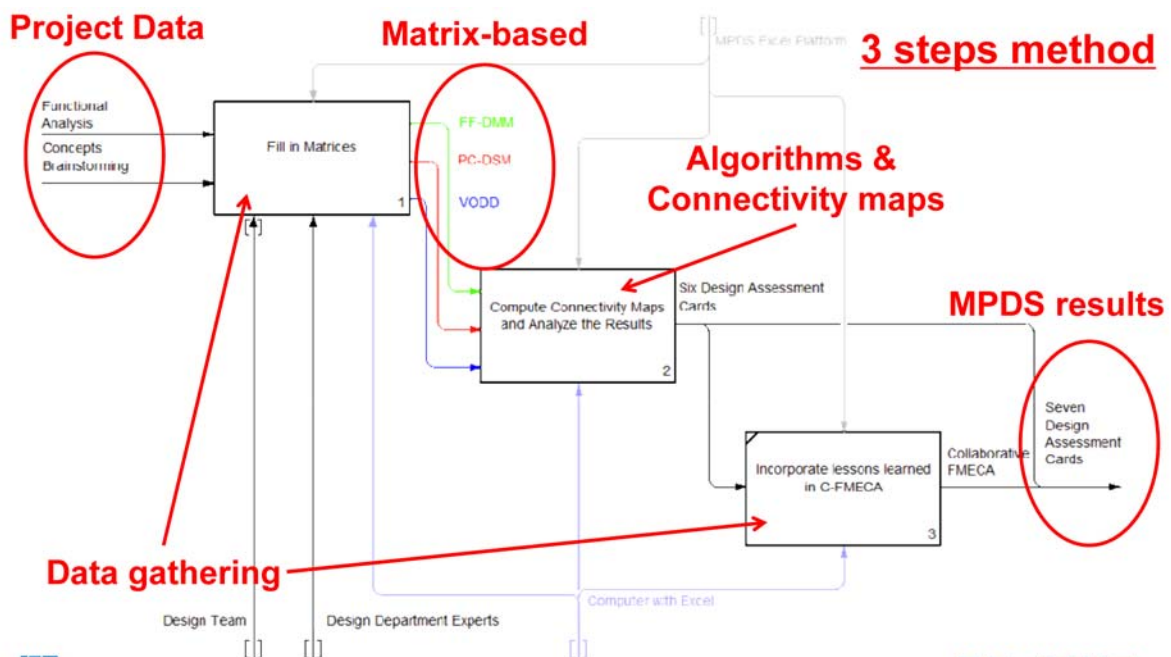 Project Data
Matrix-based
MPDS Excel Platform
3 steps method
Functional
Analysis
Concepts
Brainstorming
Fill in Matrices
1
FF-DMM
PC-DSM
VODD
Algorithms &
Connectivity maps
Compute Connectivity Maps
and Analyze the Results
2
Six Design Assessment
Cards
MPDS results
Seven
Design
Assessment
Cards
Incorporate lessons learned
in C-FMECA
3
Collaborative
FMECA
Data gathering
Computer with Excel
Design Team
Design Department Experts